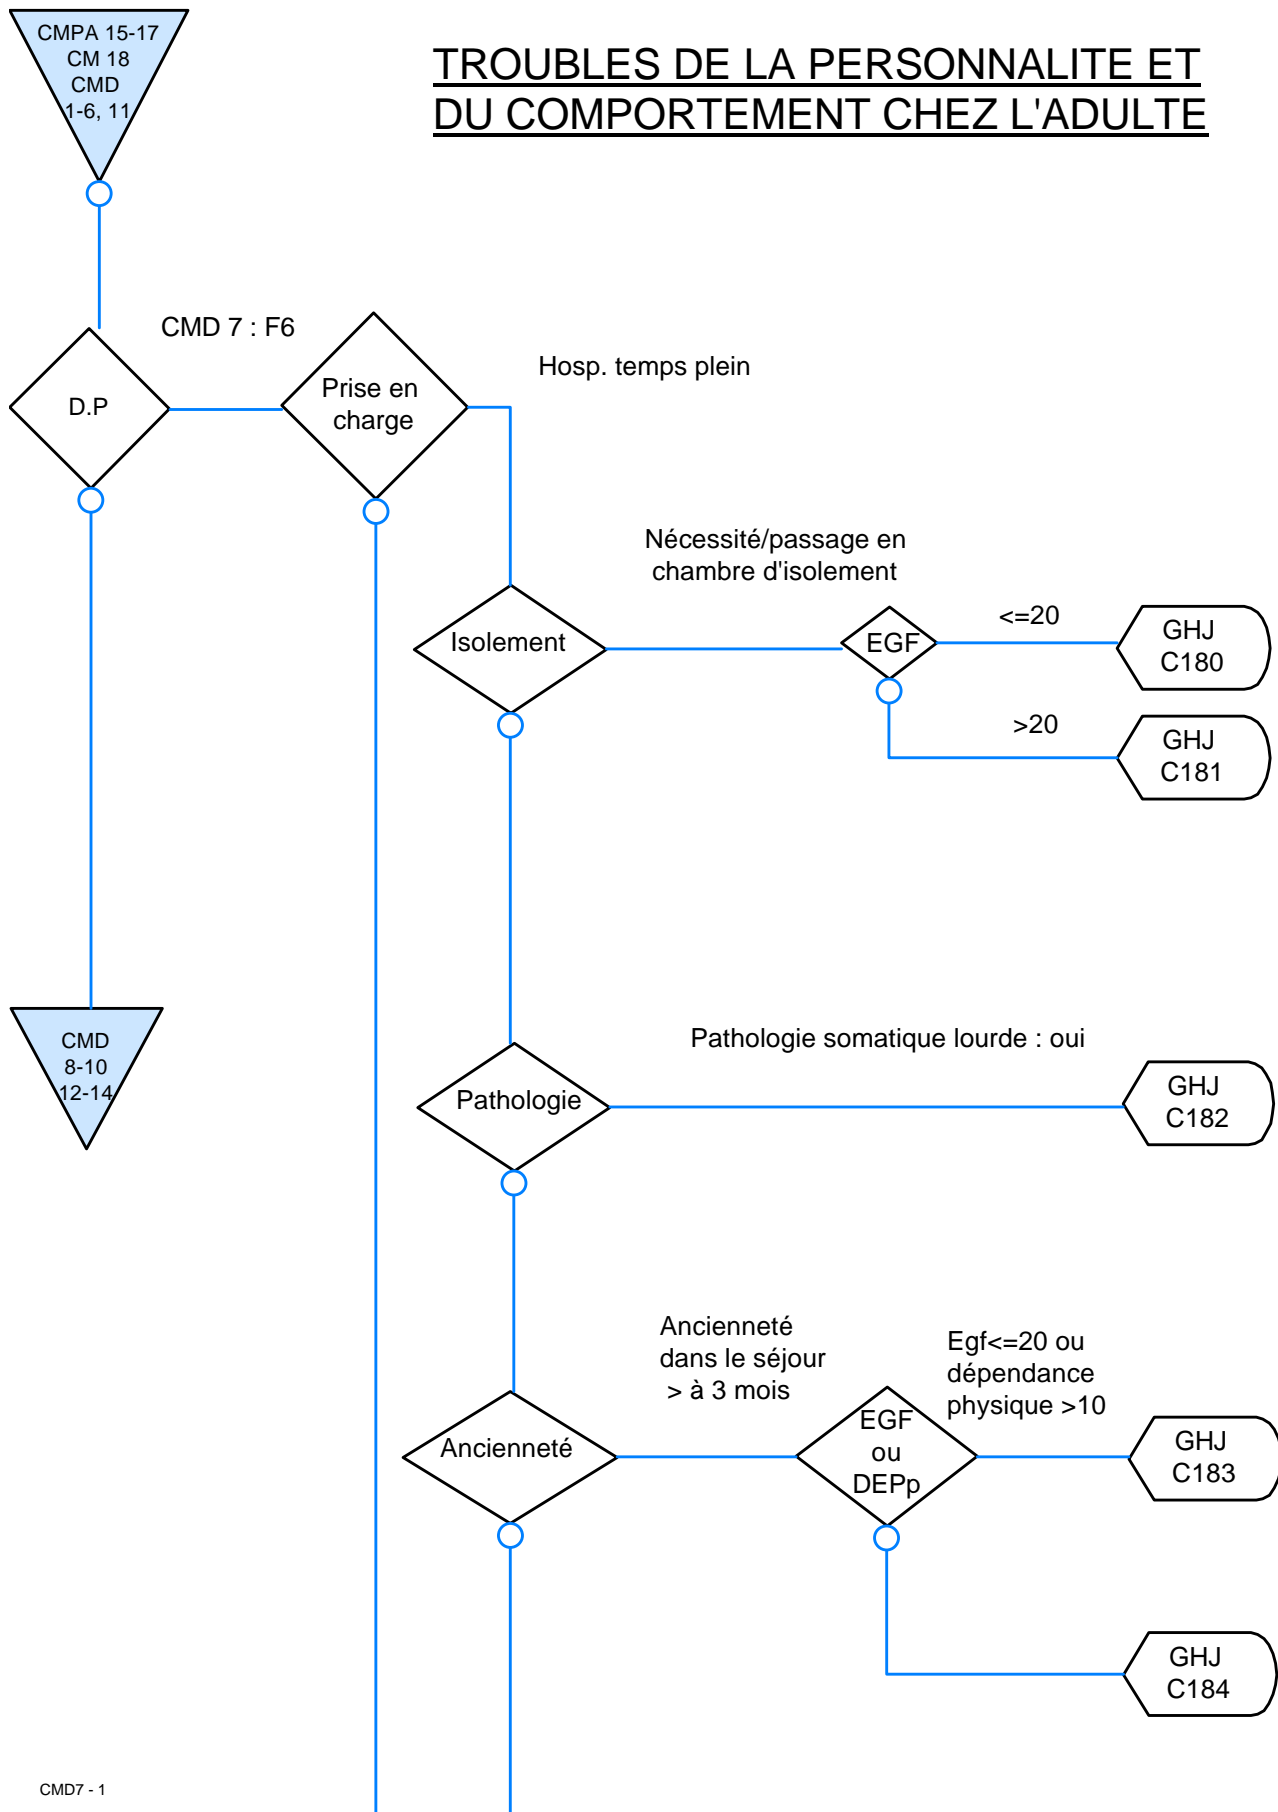 CMPA 15-17
CM 18
CMD
1-6, 11
TROUBLES DE LA PERSONNALITE ET
DU COMPORTEMENT CHEZ L'ADULTE
CMD 7 : F6
D.P
Prise en
charge
Hosp. temps plein
Nécessité/passage en
chambre d'isolement
Isolement
EGF
<=20
GHJ
C180
>20
GHJ
C181
CMD
8-10
12-14
Pathologie somatique lourde : oui
Pathologie
GHJ
C182
Ancienneté
dans le séjour
> à 3 mois
Egf<=20 ou
dépendance
physique >10
Ancienneté
EGF
ou
DEPp
GHJ
C183
GHJ
C184
CMD7 - 1